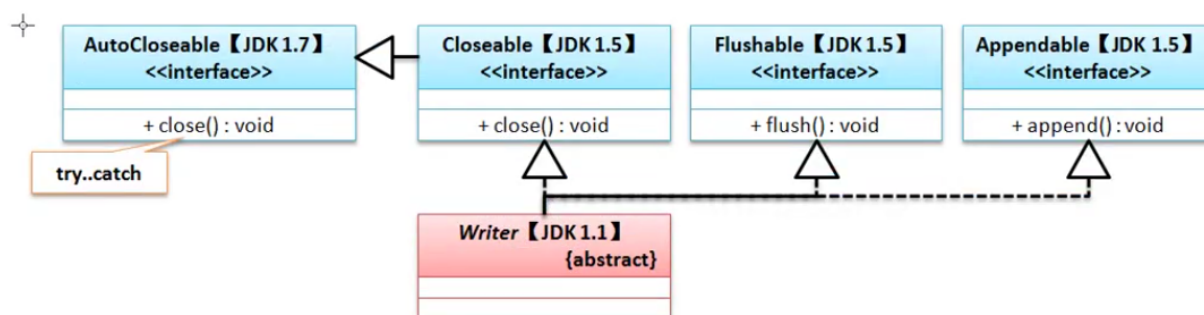 AutoCloseable【JDK 1.7】
<<interface>>
+ close() : void
try..catch
Closeable【JDK 1.5】
<<interface>>
+ close() : void
Flushable【JDK 1.5】
<<interface>>
+ flush() : void
Appendable【JDK 1.5】
<<interface>>
+ append() : void
Writer【JDK 1.1】
{abstract}